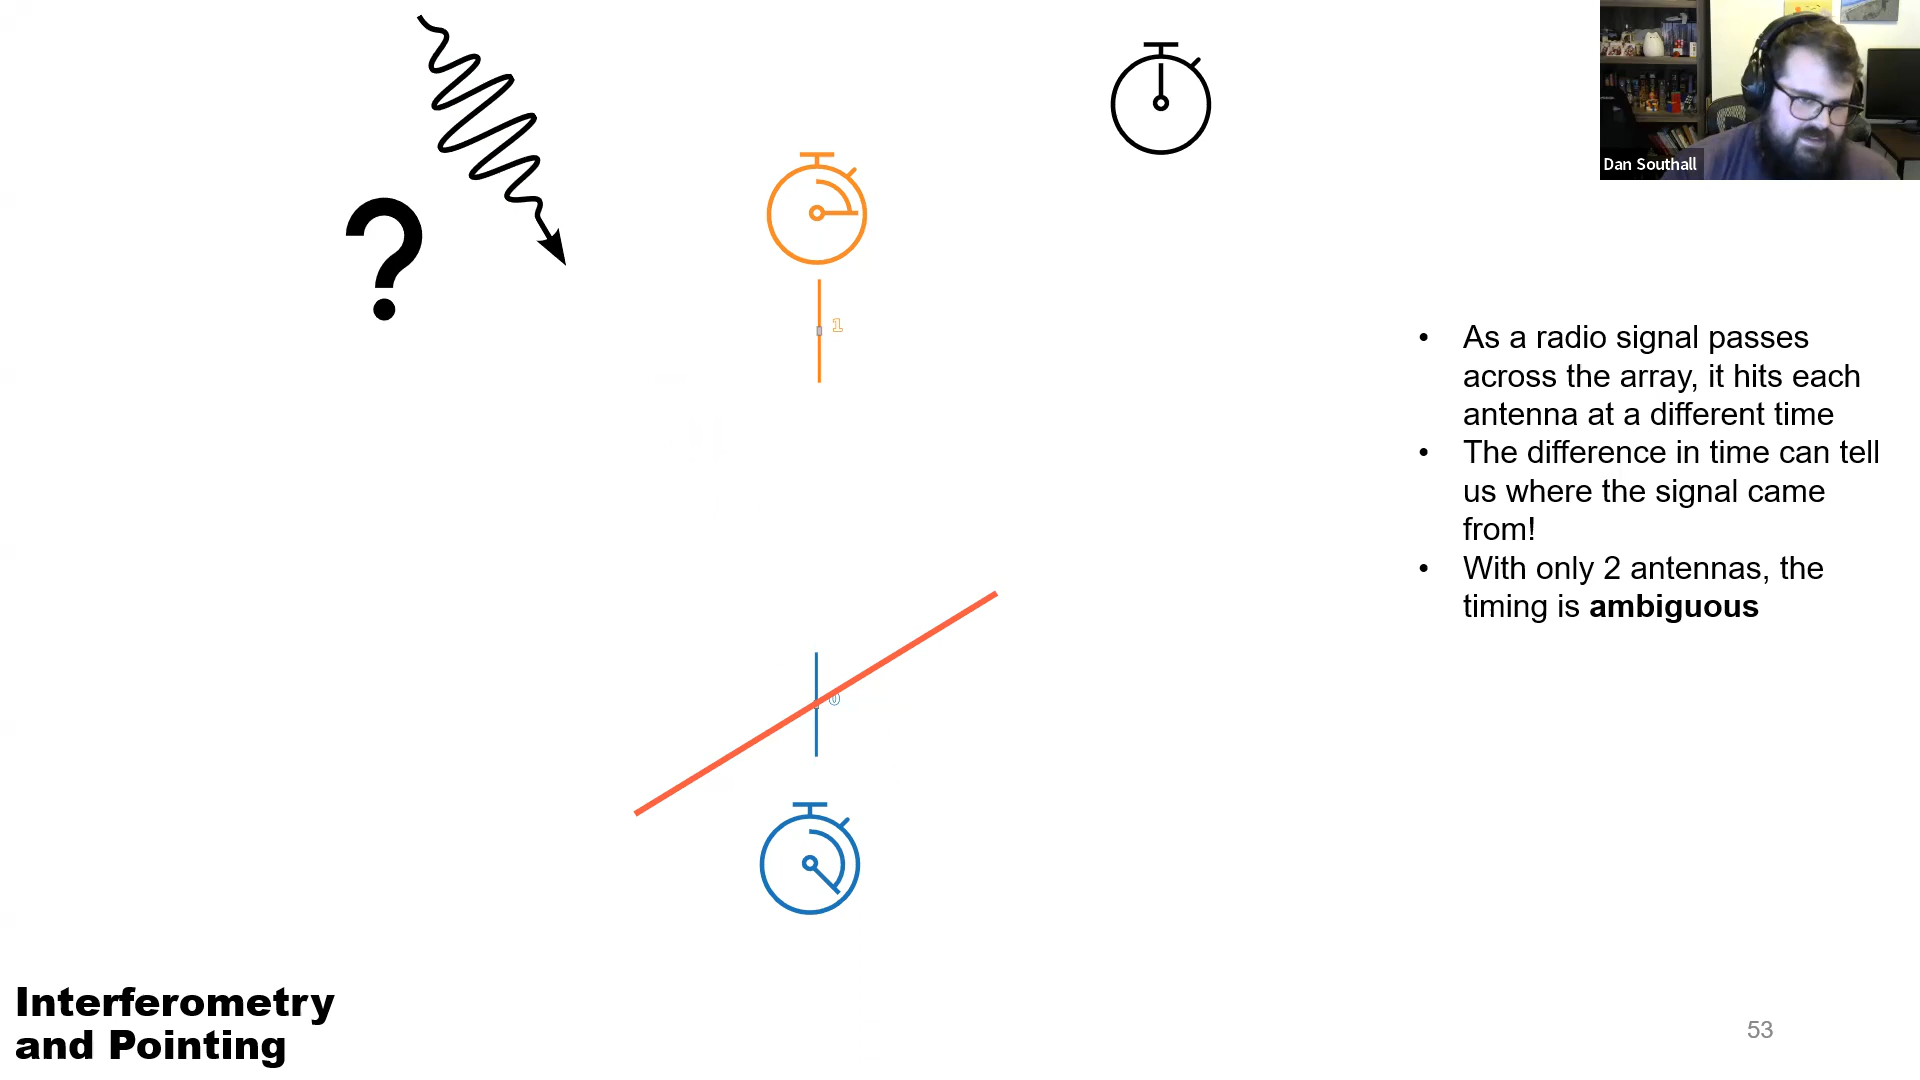 ?
Dan Southall
1
• As a radio signal passes
across the array, it hits each
antenna at a different time
• The difference in time can tell
us where the signal came
from!
• With only 2 antennas, the
timing is ambiguous
0
Interferometry
and Pointing
53